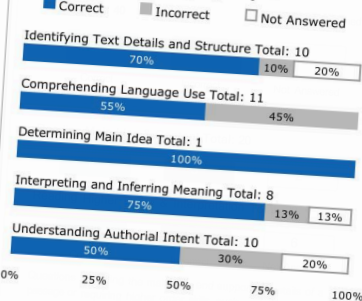 Correct Incorrect Not Answered
Identifying Text Details and Structure Total: 10
70% 10% 20%
Comprehending Language Use Total: 11
55% 45%
Determining Main Idea Total: 1
100%
Interpreting and Inferring Meaning Total: 8
75% 13% 13%
Understanding Authorial Intent Total: 10
50% 30% 20%
0% 25% 50% 75% 100%